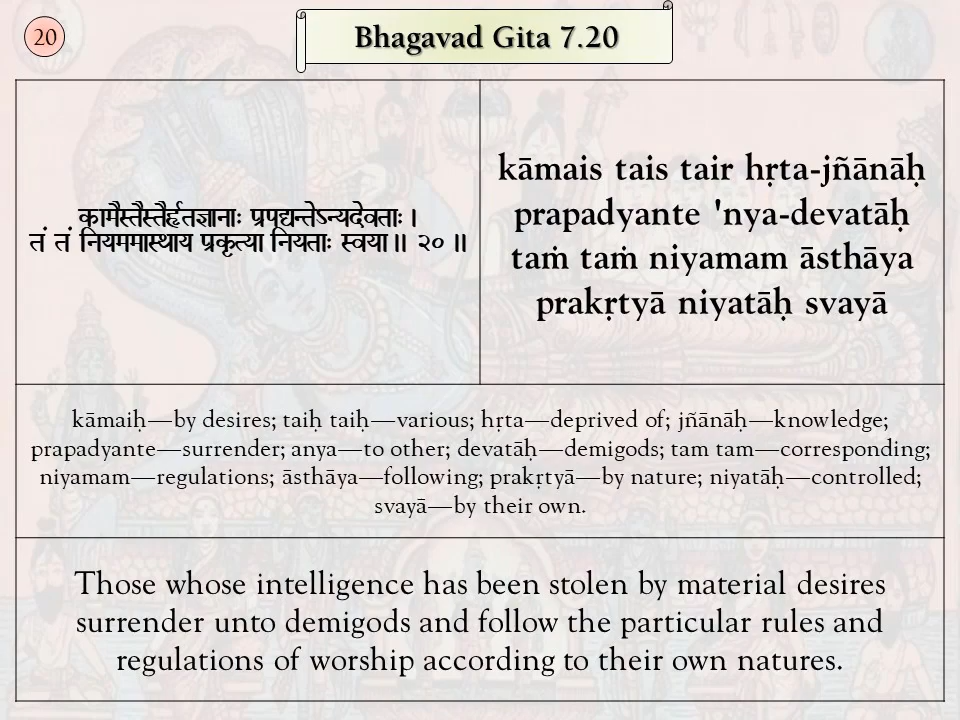 20
Bhagavad Gita 7.20
कामैस्तैस्तैर्हृतज्ञानाः प्रपद्यन्तेऽन्यदेवताः ।
तं तं नियममास्थाय प्रकृत्या नियताः स्वया ॥ २० ॥
kāmais tais tair hṛta-jñānāḥ
prapadyante 'nya-devatāḥ
taṁ taṁ niyamam āsthāya
prakṛtyā niyatāḥ svayā
kāmaiḥ—by desires; taiḥ taiḥ—various; hṛta—deprived of; jñānāḥ—knowledge;
prapadyante—surrender; anya—to other; devatāḥ—demigods; tam tam—corresponding;
niyamam—regulations; āsthāya—following; prakṛtyā—by nature; niyatāḥ—controlled;
svayā—by their own.
Those whose intelligence has been stolen by material desires
surrender unto demigods and follow the particular rules and
regulations of worship according to their own natures.